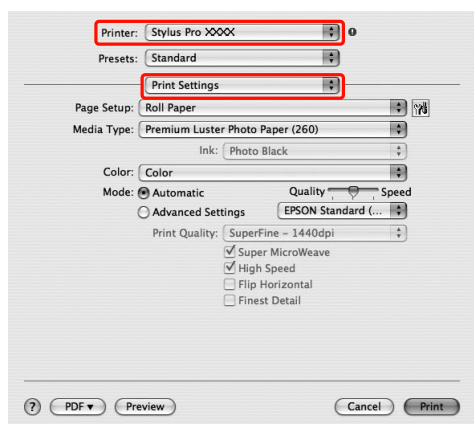 Printer: Stylus Pro XXXX
Presets: Standard
Print Settings
Page Setup: Roll Paper
Media Type: Premium Luster Photo Paper (260)
Ink: Photo Black
Color: Color
Mode: Automatic Quality Speed
Advanced Settings EPSON Standard (...
Print Quality: SuperFine – 1440dpi
Super MicroWeave
High Speed
Flip Horizontal
Finest Detail
? PDF ▾ Preview Cancel Print